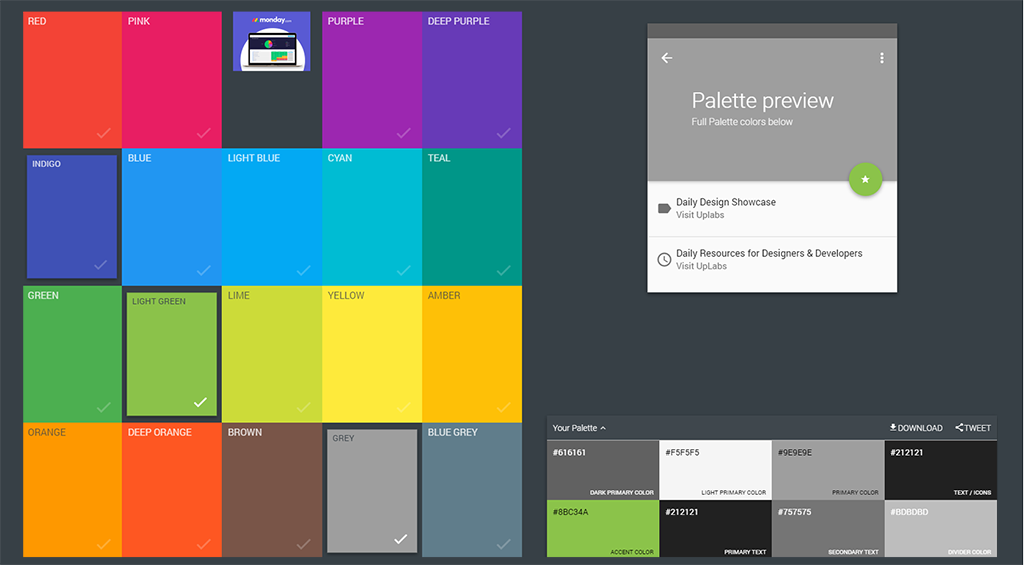 RED
PINK
monday.com
PURPLE
DEEP PURPLE
INDIGO
BLUE
LIGHT BLUE
CYAN
TEAL
GREEN
LIGHT GREEN
LIME
YELLOW
AMBER
ORANGE
DEEP ORANGE
BROWN
GREY
BLUE GREY
Palette preview
Full Palette colors below
Daily Design Showcase
Visit Uplabs
Daily Resources for Designers & Developers
Visit UpLabs
Your Palette
DOWNLOAD
TWEET
#616161
DARK PRIMARY COLOR
#F5F5F5
LIGHT PRIMARY COLOR
#9E9E9E
PRIMARY COLOR
#212121
TEXT / ICONS
#8BC34A
ACCENT COLOR
#212121
PRIMARY TEXT
#757575
SECONDARY TEXT
#BDBDBD
DIVIDER COLOR